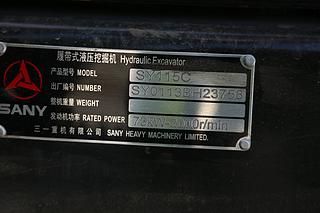 履带式液压挖掘机 Hydraulic Excavator
产品型号 MODEL SY115C
出厂编号 NUMBER
整机重量 WEIGHT
发动机功率 RATED POWER
SANY
三一重机有限公司 SANY HEAVY MACHINERY LIMITED.